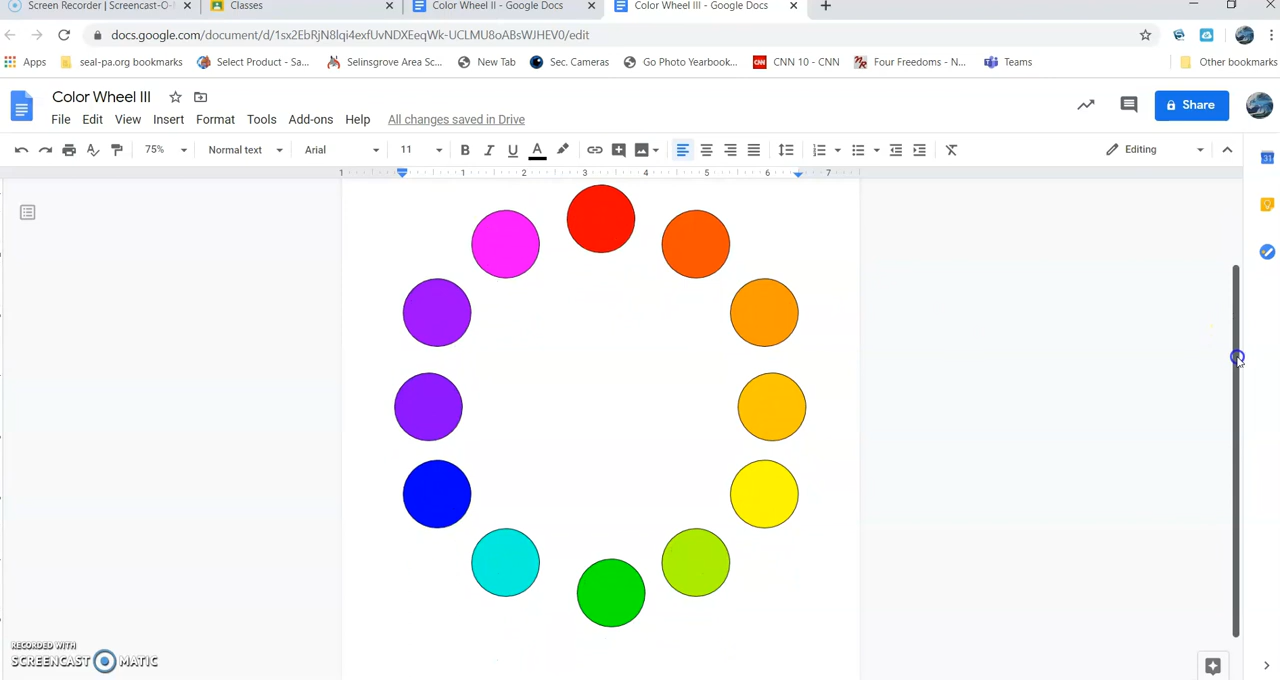 Screen Recorder | Screencast-O-
Classes
Color Wheel II - Google Docs
Color Wheel III - Google Docs
docs.google.com/document/d/1sx2EbRjN8lqi4exfUvNDXEeqWk-UCLMU8oABsWJHEV0/edit
Apps
seal-pa.org bookmarks
Select Product - Sa...
Selinsgrove Area Sc...
New Tab
Sec. Cameras
Go Photo Yearbook...
CNN 10 - CNN
Four Freedoms - N...
Teams
Other bookmarks
Color Wheel III
Share
File Edit View Insert Format Tools Add-ons Help All changes saved in Drive
75% Normal text Arial 11 B I U A Editing
1 1 2 3 4 5 6 7
31
RECORDED WITH
SCREENCAST MATIC